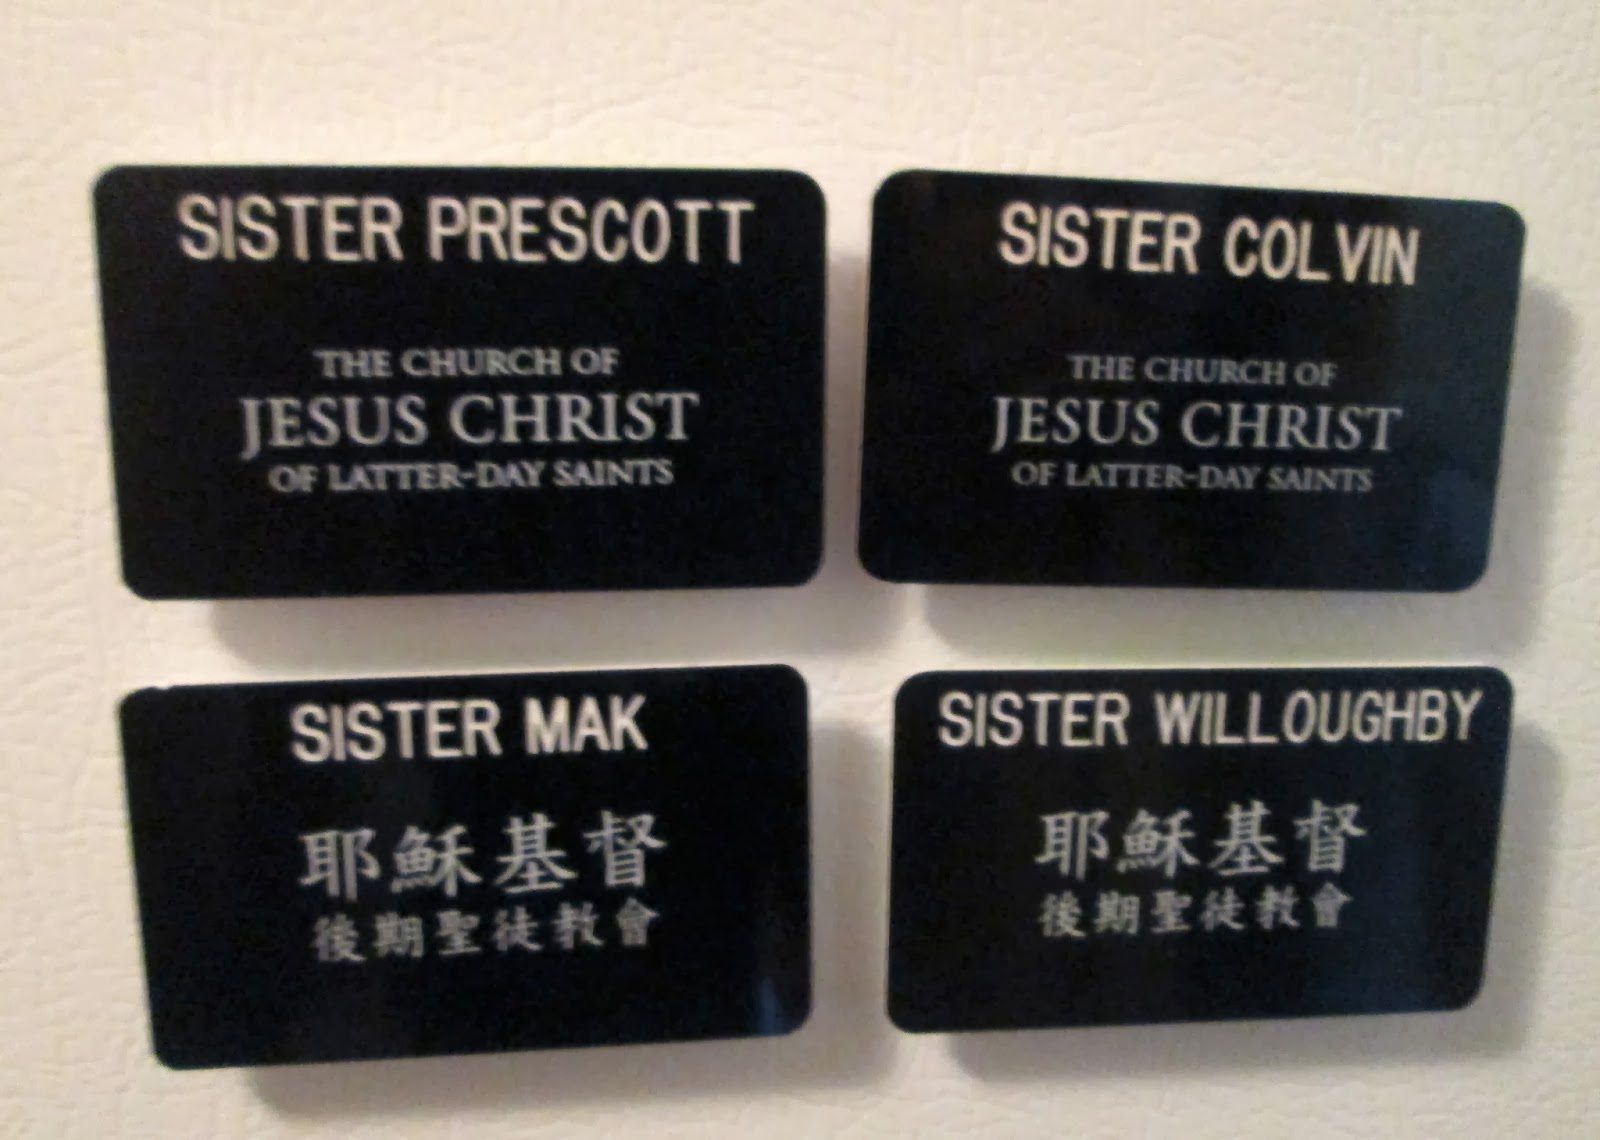 SISTER PRESCOTT
THE CHURCH OF
JESUS CHRIST
OF LATTER-DAY SAINTS
SISTER COLVIN
THE CHURCH OF
JESUS CHRIST
OF LATTER-DAY SAINTS
SISTER MAK
耶穌基督
後期聖徒教會
SISTER WILLOUGHBY
耶穌基督
後期聖徒教會